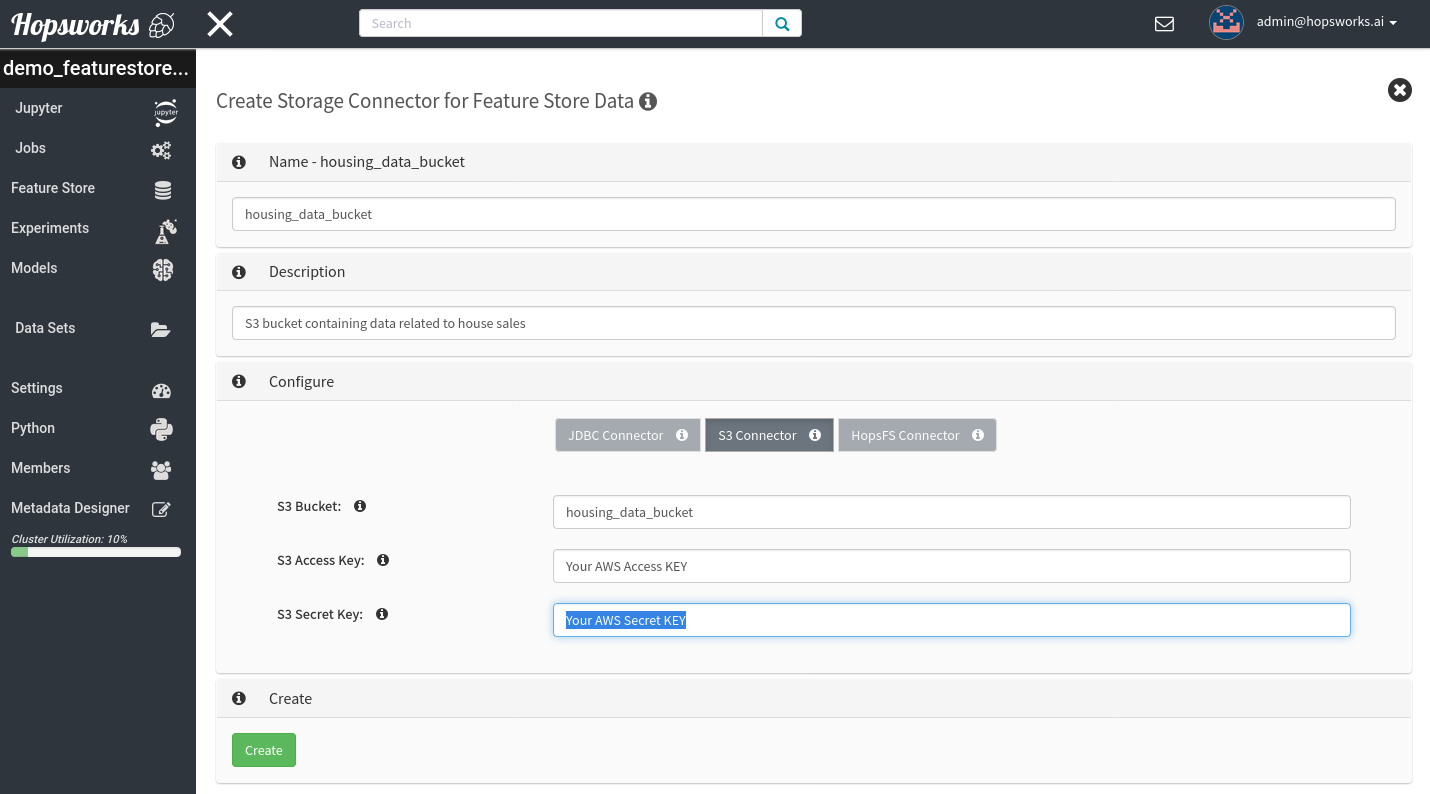 Hopsworks
Search
admin@hopsworks.ai
demo_featurestore...
Jupyter
jupyter
Jobs
Feature Store
Experiments
Models
Data Sets
Settings
Python
Members
Metadata Designer
Cluster Utilization: 10%
Create Storage Connector for Feature Store Data
Name - housing_data_bucket
housing_data_bucket
Description
S3 bucket containing data related to house sales
Configure
JDBC Connector S3 Connector HopsFS Connector
S3 Bucket: housing_data_bucket
S3 Access Key: Your AWS Access KEY
S3 Secret Key: Your AWS Secret KEY
Create
Create